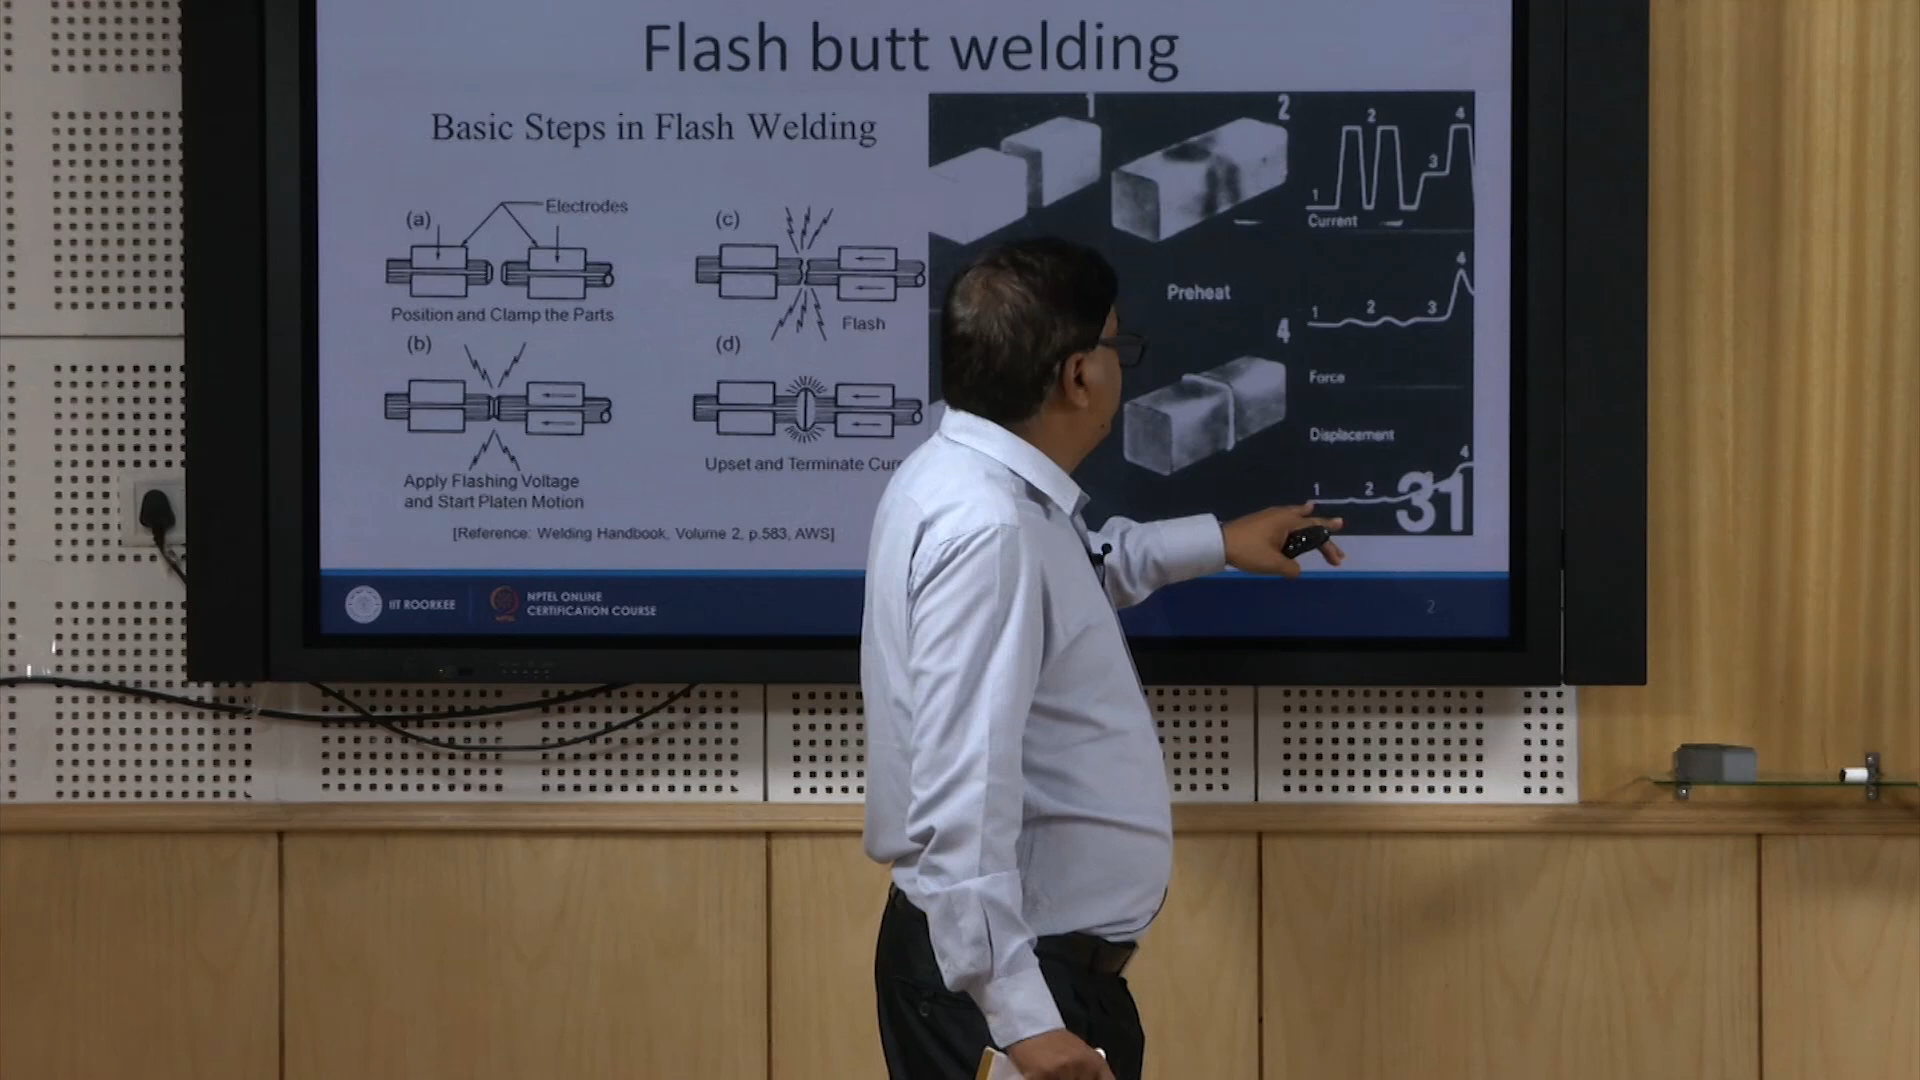 Flash butt welding
Basic Steps in Flash Welding
(a)
Electrodes
Position and Clamp the Parts
(b)
Apply Flashing Voltage
and Start Platen Motion
(c)
Flash
(d)
Upset and Terminate
[Reference: Welding Handbook, Volume 2, p.583, AWS]
1
2
Preheat
4
1
2
3
4
Current
1
2
3
4
Force
Displacement
1
2
4
31
IIT ROORKEE
NPTEL ONLINE
CERTIFICATION COURSE
2